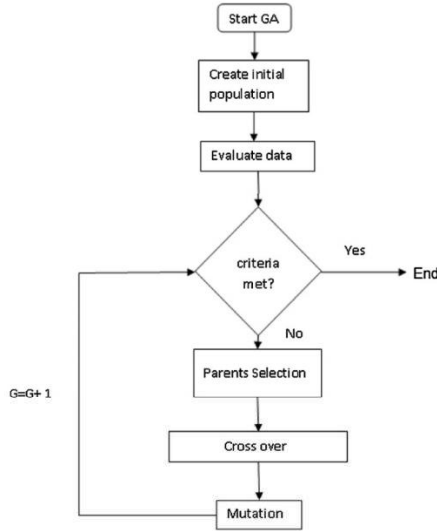 Start GA
Create initial
population
Evaluate data
criteria
met?
Yes
End
No
Parents Selection
G=G+ 1
Cross over
Mutation